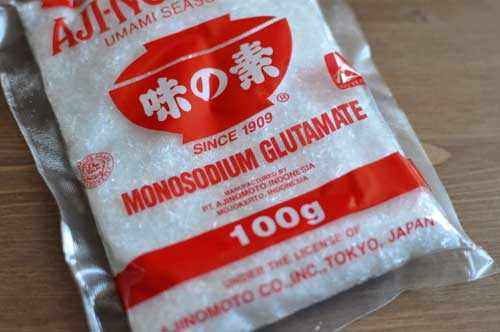 AJI-NO
UMAMI SEAS
味の素
®
SINCE 1909
MONOSODIUM GLUTAMATE
MANUFACTURED BY
PT. AJINOMOTO INDONESIA
MOJOKERTO, INDONESIA
100g
UNDER THE LICENSE OF
AJINOMOTO CO.,INC.,TOKYO, JAPAN